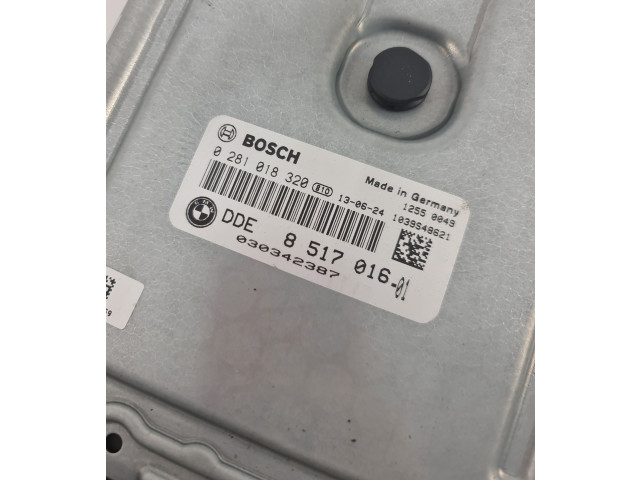 BOSCH
0 281 018 320 010 13-06-24
Made in Germany
1255 0049
1039S48621
DDE 8 517 016-01
030342387